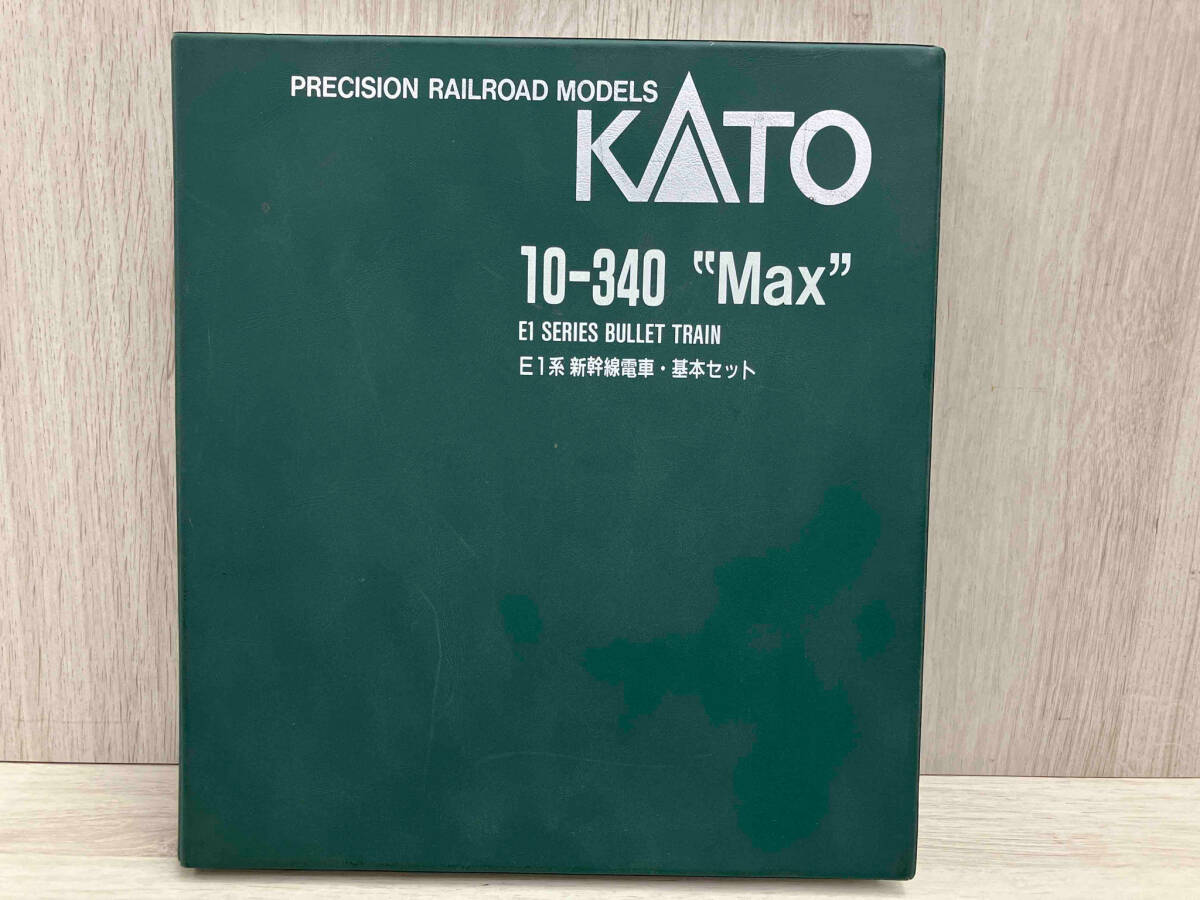 PRECISION RAILROAD MODELS
KATO
10-340 “Max”
E1 SERIES BULLET TRAIN
E1系 新幹線電車・基本セット